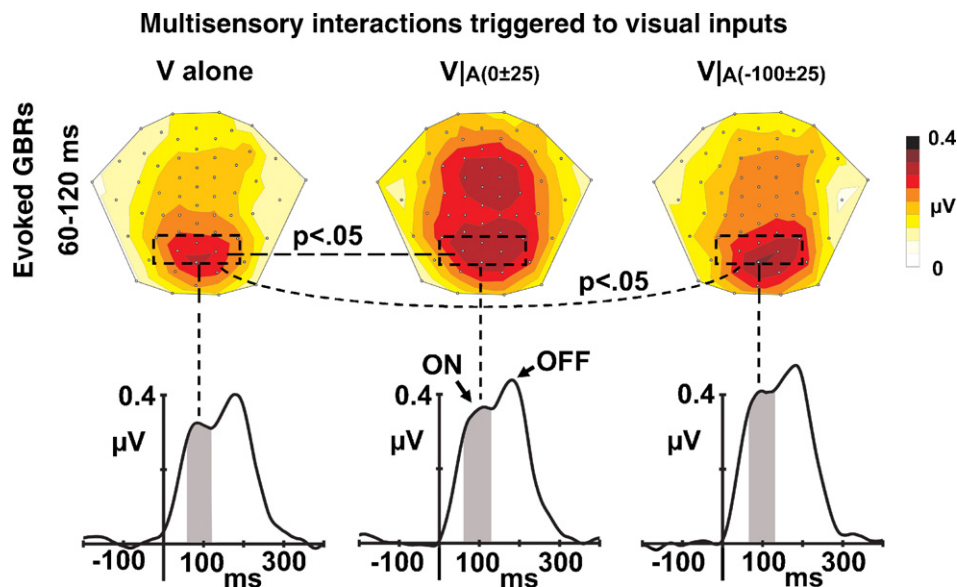 Multisensory interactions triggered to visual inputs
V alone
V|A(0±25)
V|A(-100±25)
Evoked GBRs
60-120 ms
p<.05
p<.05
0.4
µV
0
ON
OFF
0.4
µV
-100
100
300
ms
0.4
µV
-100
100
300
ms
0.4
µV
-100
100
300
ms